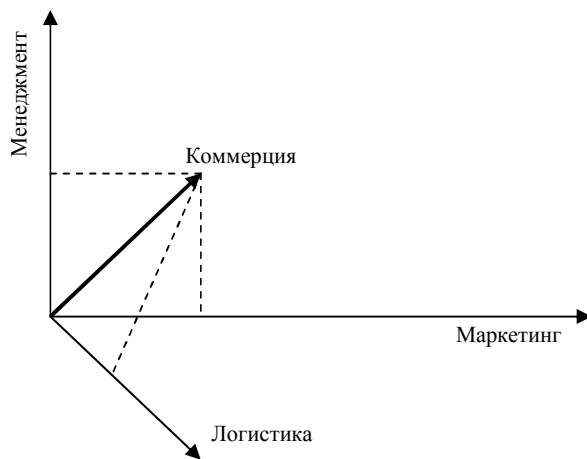 Менеджмент
Коммерция
Маркетинг
Логистика